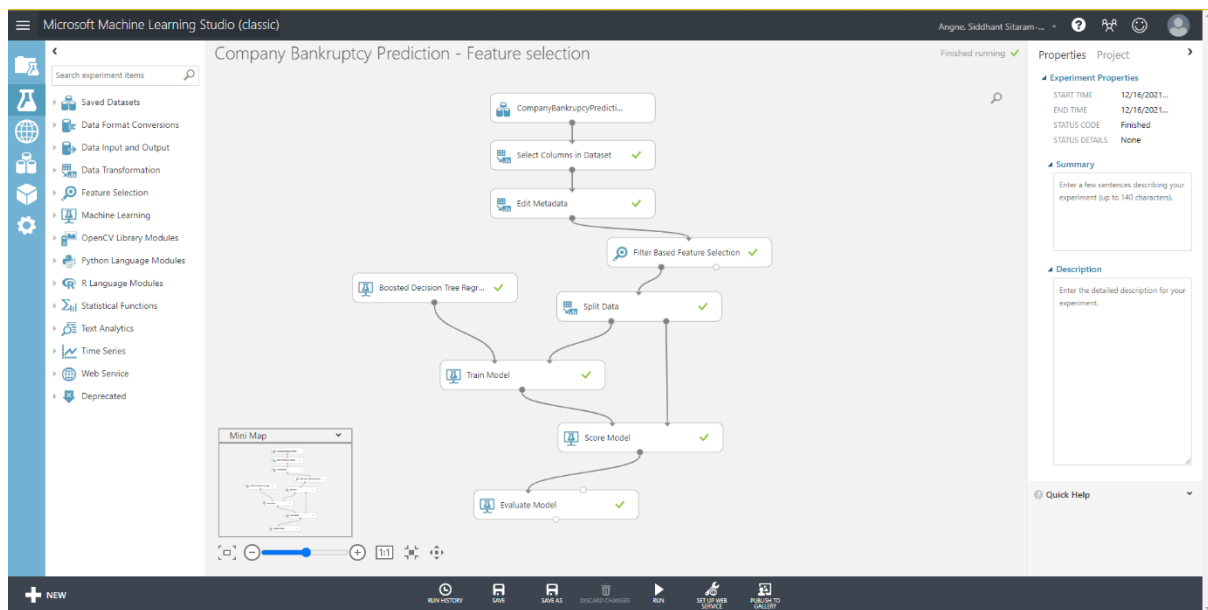 Microsoft Machine Learning Studio (classic)
Angne, Siddhant Sitaram-...
Search experiment items
Saved Datasets
Data Format Conversions
Data Input and Output
Data Transformation
Feature Selection
Machine Learning
OpenCV Library Modules
Python Language Modules
R Language Modules
Statistical Functions
Text Analytics
Time Series
Web Service
Deprecated
Company Bankruptcy Prediction - Feature selection
Finished running
CompanyBankrupcyPredicti...
Select Columns in Dataset
Edit Metadata
Filter Based Feature Selection
Boosted Decision Tree Regr...
Split Data
Train Model
Score Model
Evaluate Model
Mini Map
1:1
Properties Project
Experiment Properties
START TIME 12/16/2021...
END TIME 12/16/2021...
STATUS CODE Finished
STATUS DETAILS None
Summary
Enter a few sentences describing your
experiment (up to 140 characters).
Description
Enter the detailed description for your
experiment.
Quick Help
NEW
RUN HISTORY
SAVE
SAVE AS
DISCARD CHANGES
RUN
SET UP WEB
SERVICE
PUBLISH TO
GALLERY